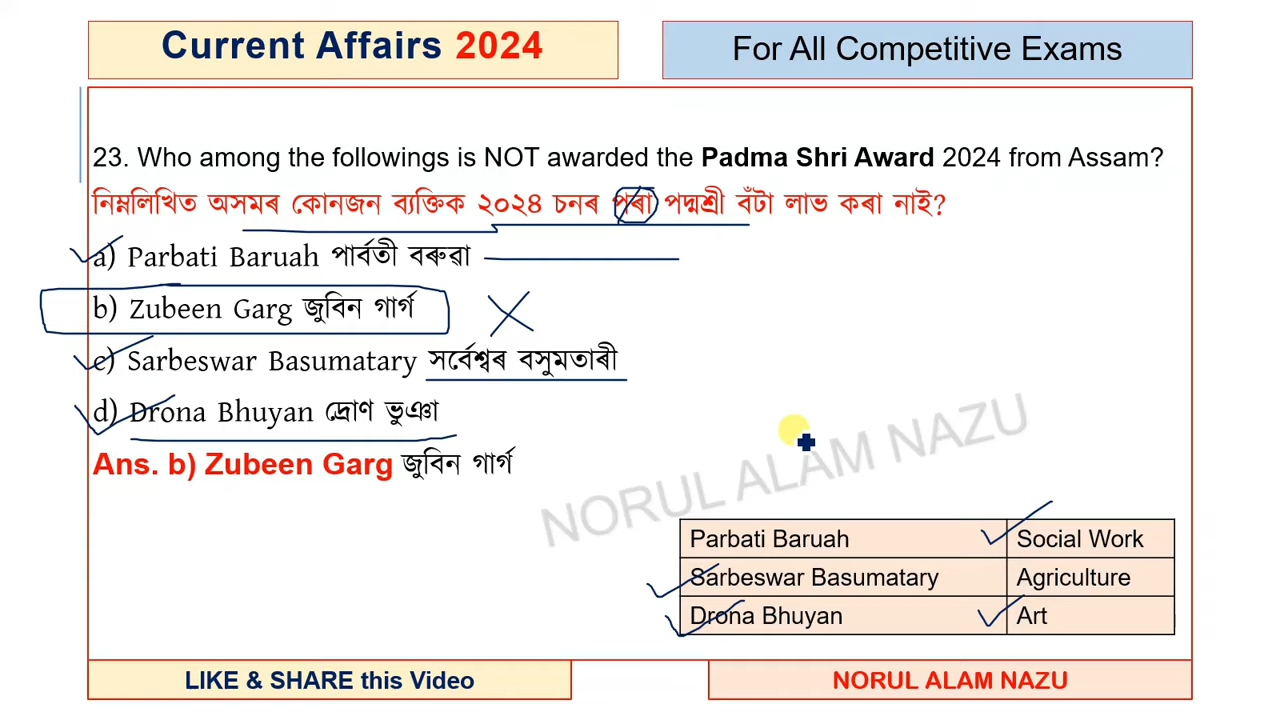 Current Affairs 2024
For All Competitive Exams
23. Who among the followings is NOT awarded the Padma Shri Award 2024 from Assam?
নিম্নলিখিত অসমৰ কোনজন ব্যক্তিক ২০২৪ চনৰ পৰা পদ্মশ্ৰী বঁটা লাভ কৰা নাই?
a) Parbati Baruah পাৰ্বতী বৰুৱা
b) Zubeen Garg জুবিন গাৰ্গ
c) Sarbeswar Basumatary সৰ্বেশ্বৰ বসুমতাৰী
d) Drona Bhuyan দ্ৰোণ ভুঞা
Ans. b) Zubeen Garg জুবিন গাৰ্গ
NORUL ALAM NAZU
Parbati Baruah Social Work
Sarbeswar Basumatary Agriculture
Drona Bhuyan Art
LIKE & SHARE this Video
NORUL ALAM NAZU